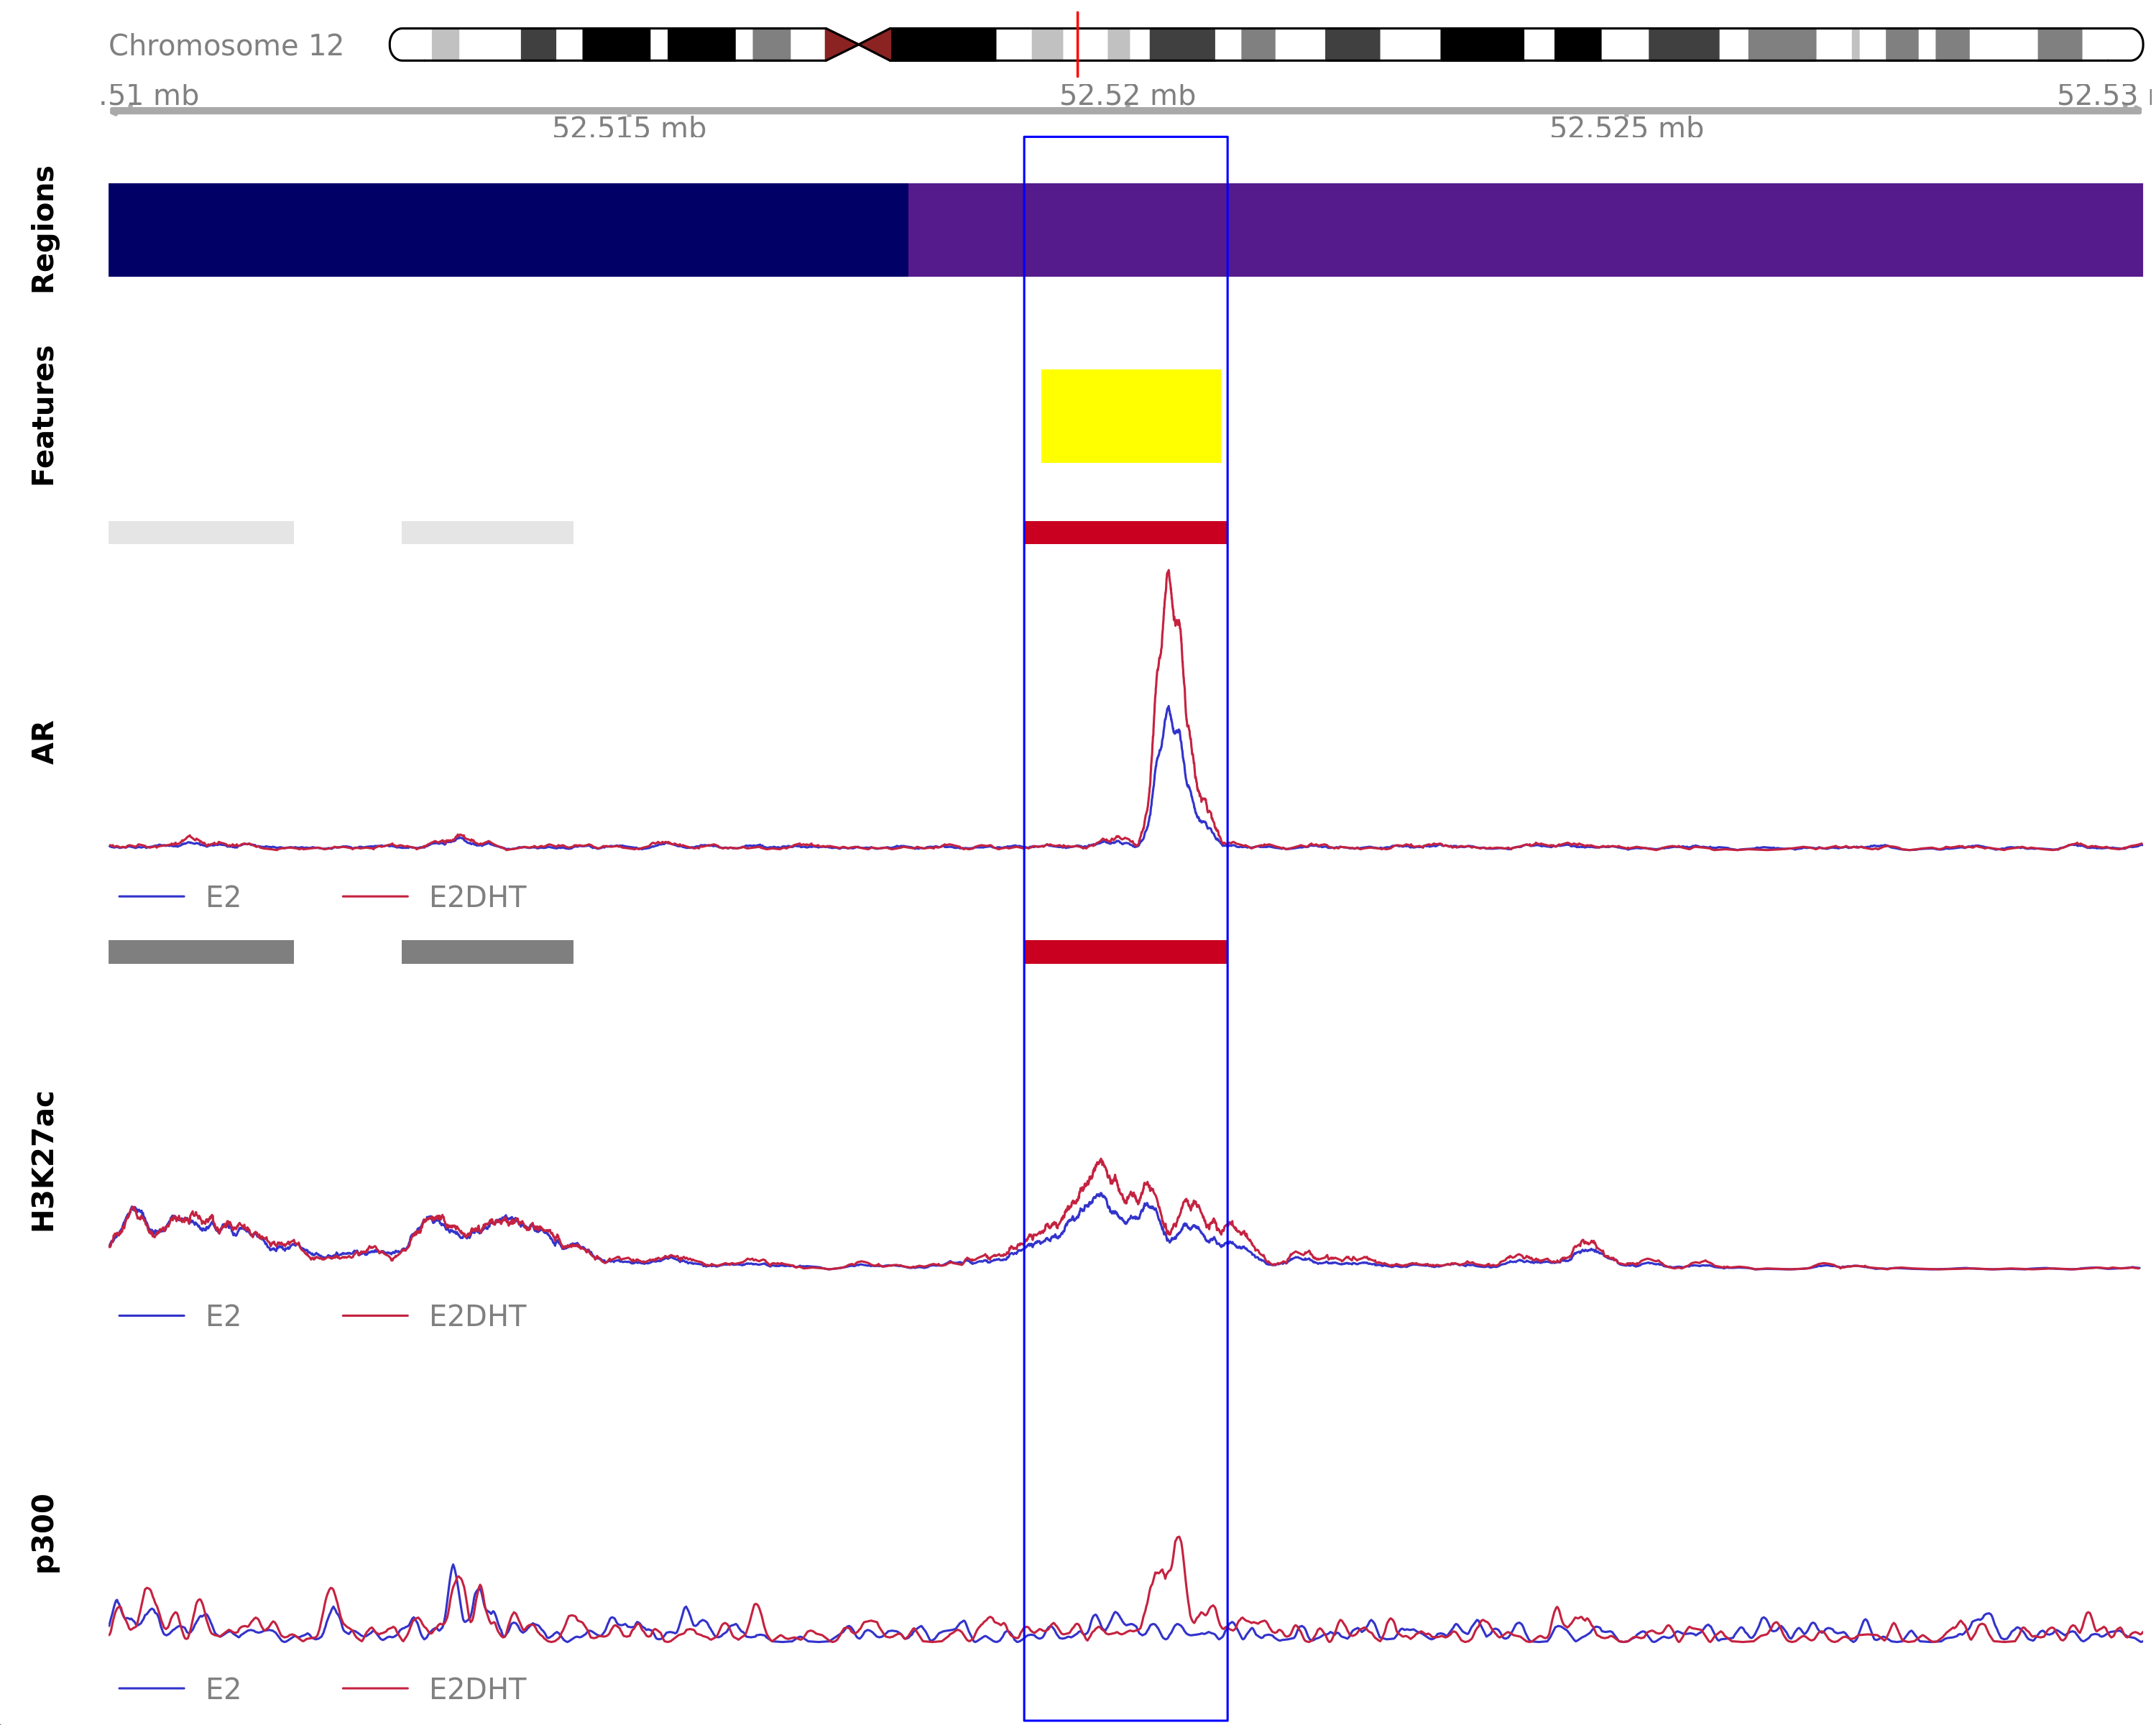 Chromosome 12
.51 mb
52.52 mb
52.53
52.515 mb
52.525 mb
Regions
Features
AR
E2
E2DHT
H3K27ac
E2
E2DHT
p300
E2
E2DHT